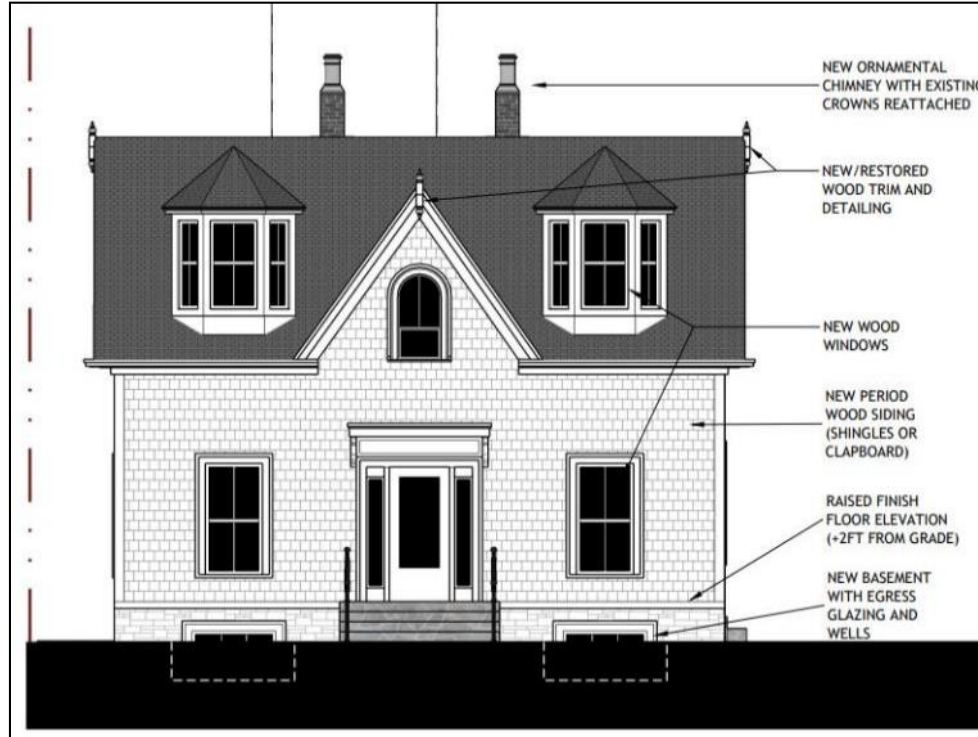 NEW ORNAMENTAL
CHIMNEY WITH EXISTING
CROWNS REATTACHED
NEW/RESTORED
WOOD TRIM AND
DETAILING
NEW WOOD
WINDOWS
NEW PERIOD
WOOD SIDING
(SHINGLES OR
CLAPBOARD)
RAISED FINISH
FLOOR ELEVATION
(+2FT FROM GRADE)
NEW BASEMENT
WITH EGRESS
GLAZING AND
WELLS